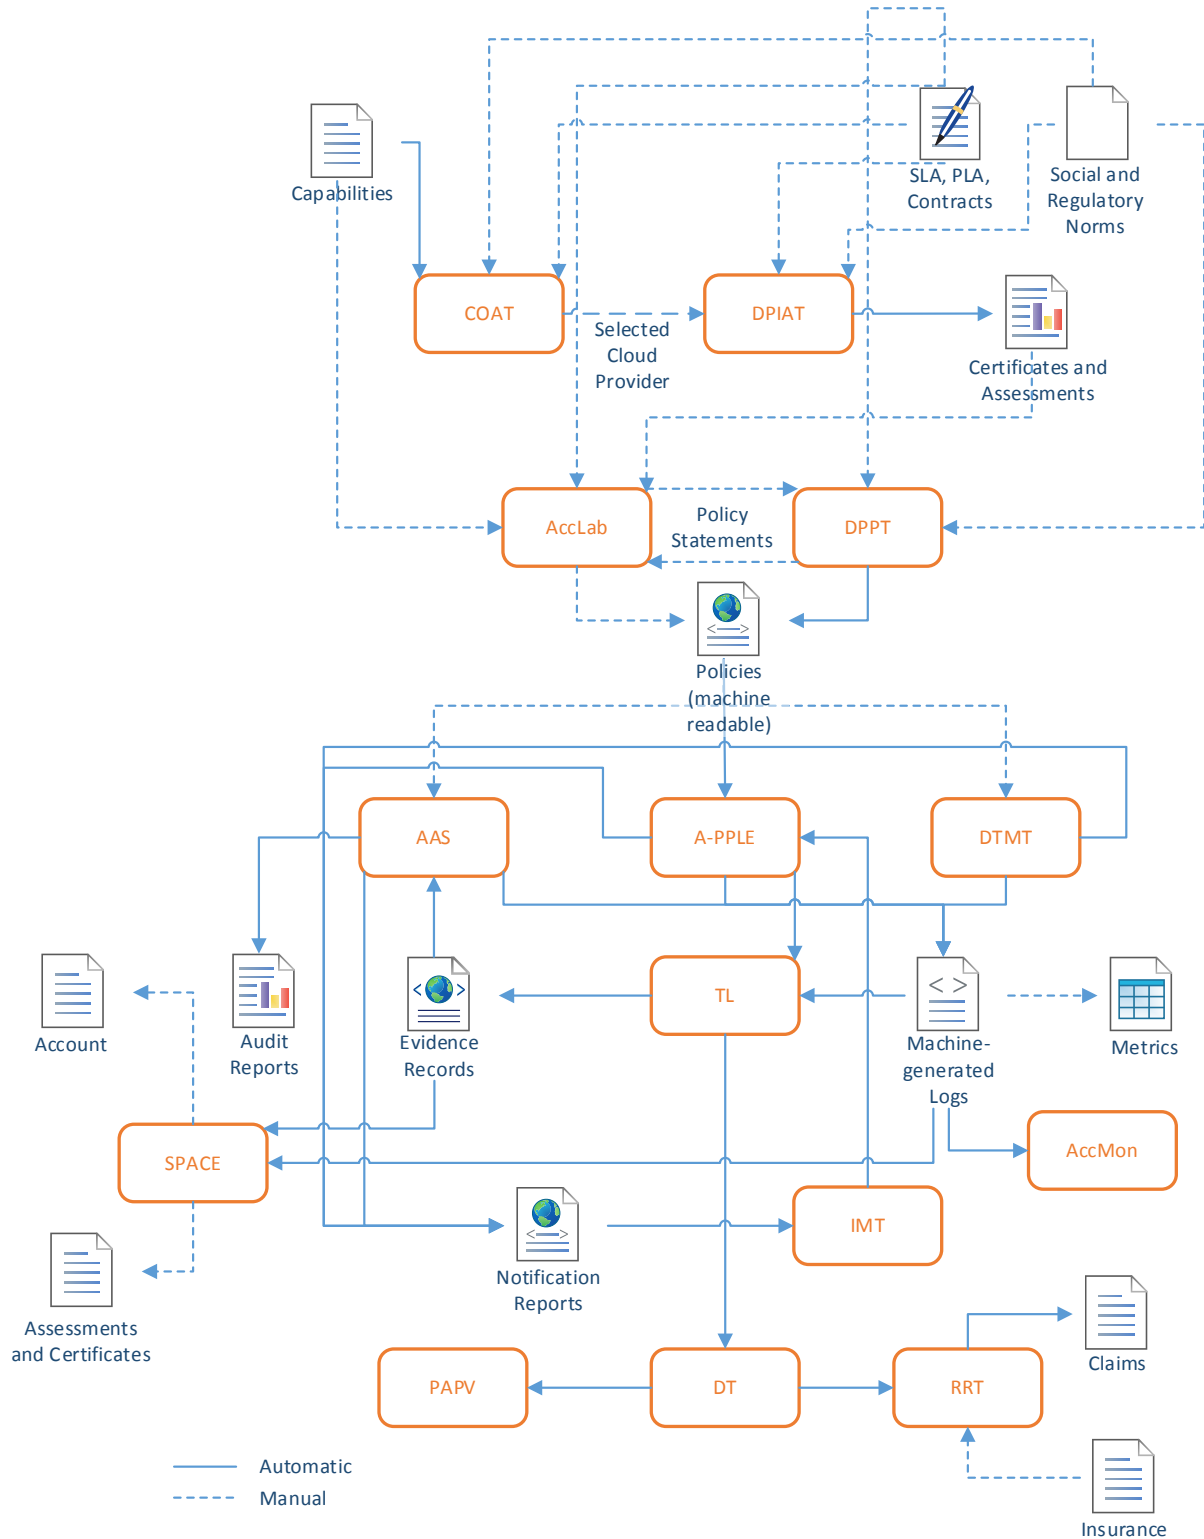 Capabilities
SLA, PLA,
Contracts
Social and
Regulatory
Norms
COAT
Selected
Cloud
Provider
DPIAT
Certificates and
Assessments
AccLab
Policy
Statements
DPPT
Policies
(machine
readable)
AAS
A-PPLE
DTMT
Account
Audit
Reports
Evidence
Records
TL
Machine-
generated
Logs
Metrics
SPACE
AccMon
IMT
Notification
Reports
Assessments
and Certificates
Claims
PAPV
DT
RRT
Automatic
Manual
Insurance